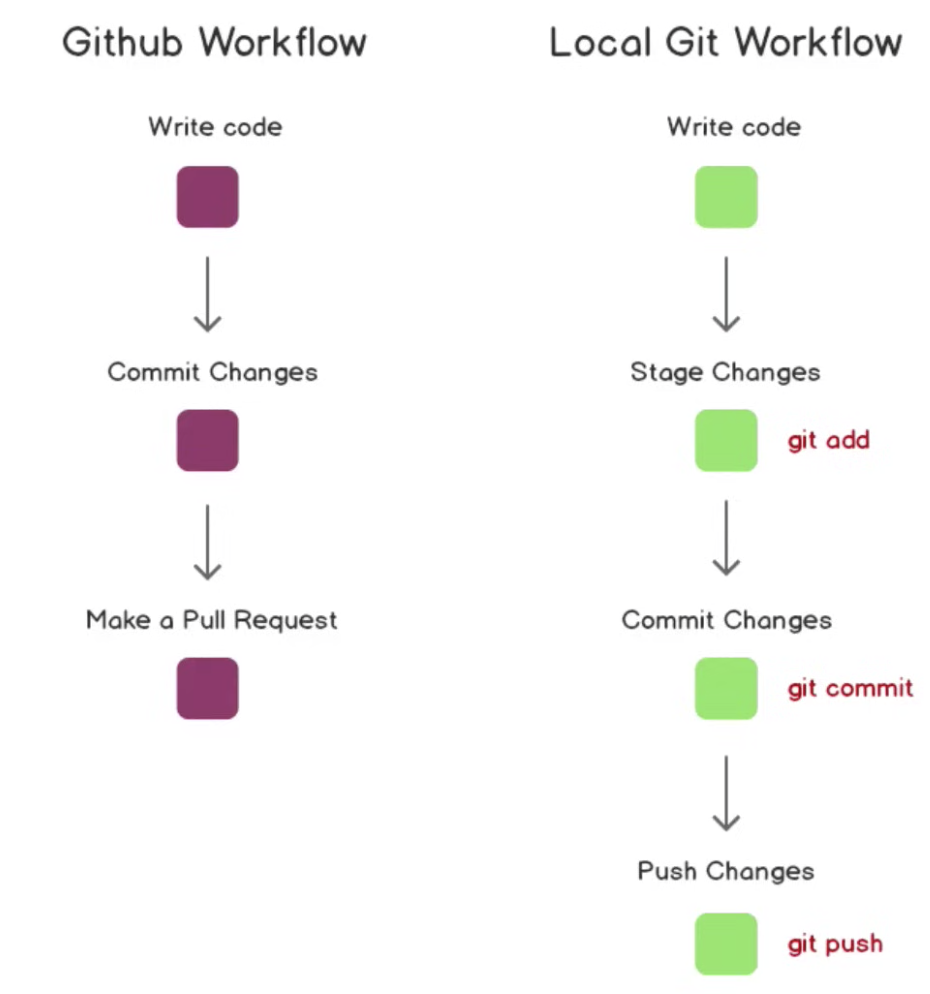 Github Workflow
Write code
Commit Changes
Make a Pull Request
Local Git Workflow
Write code
Stage Changes
git add
Commit Changes
git commit
Push Changes
git push